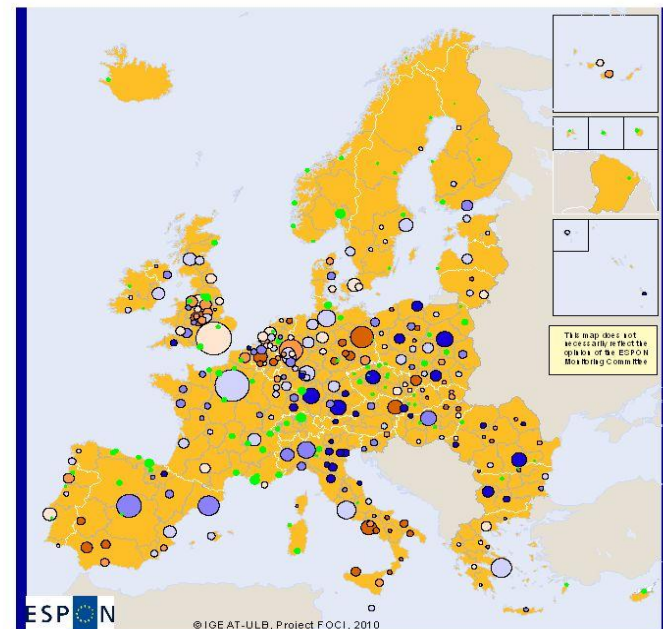 This map does not
necessarily reflect the
opinion of the ESPON
Monitoring Committee
ESPON
©IGEAT-ULB, Project FOCI, 2010